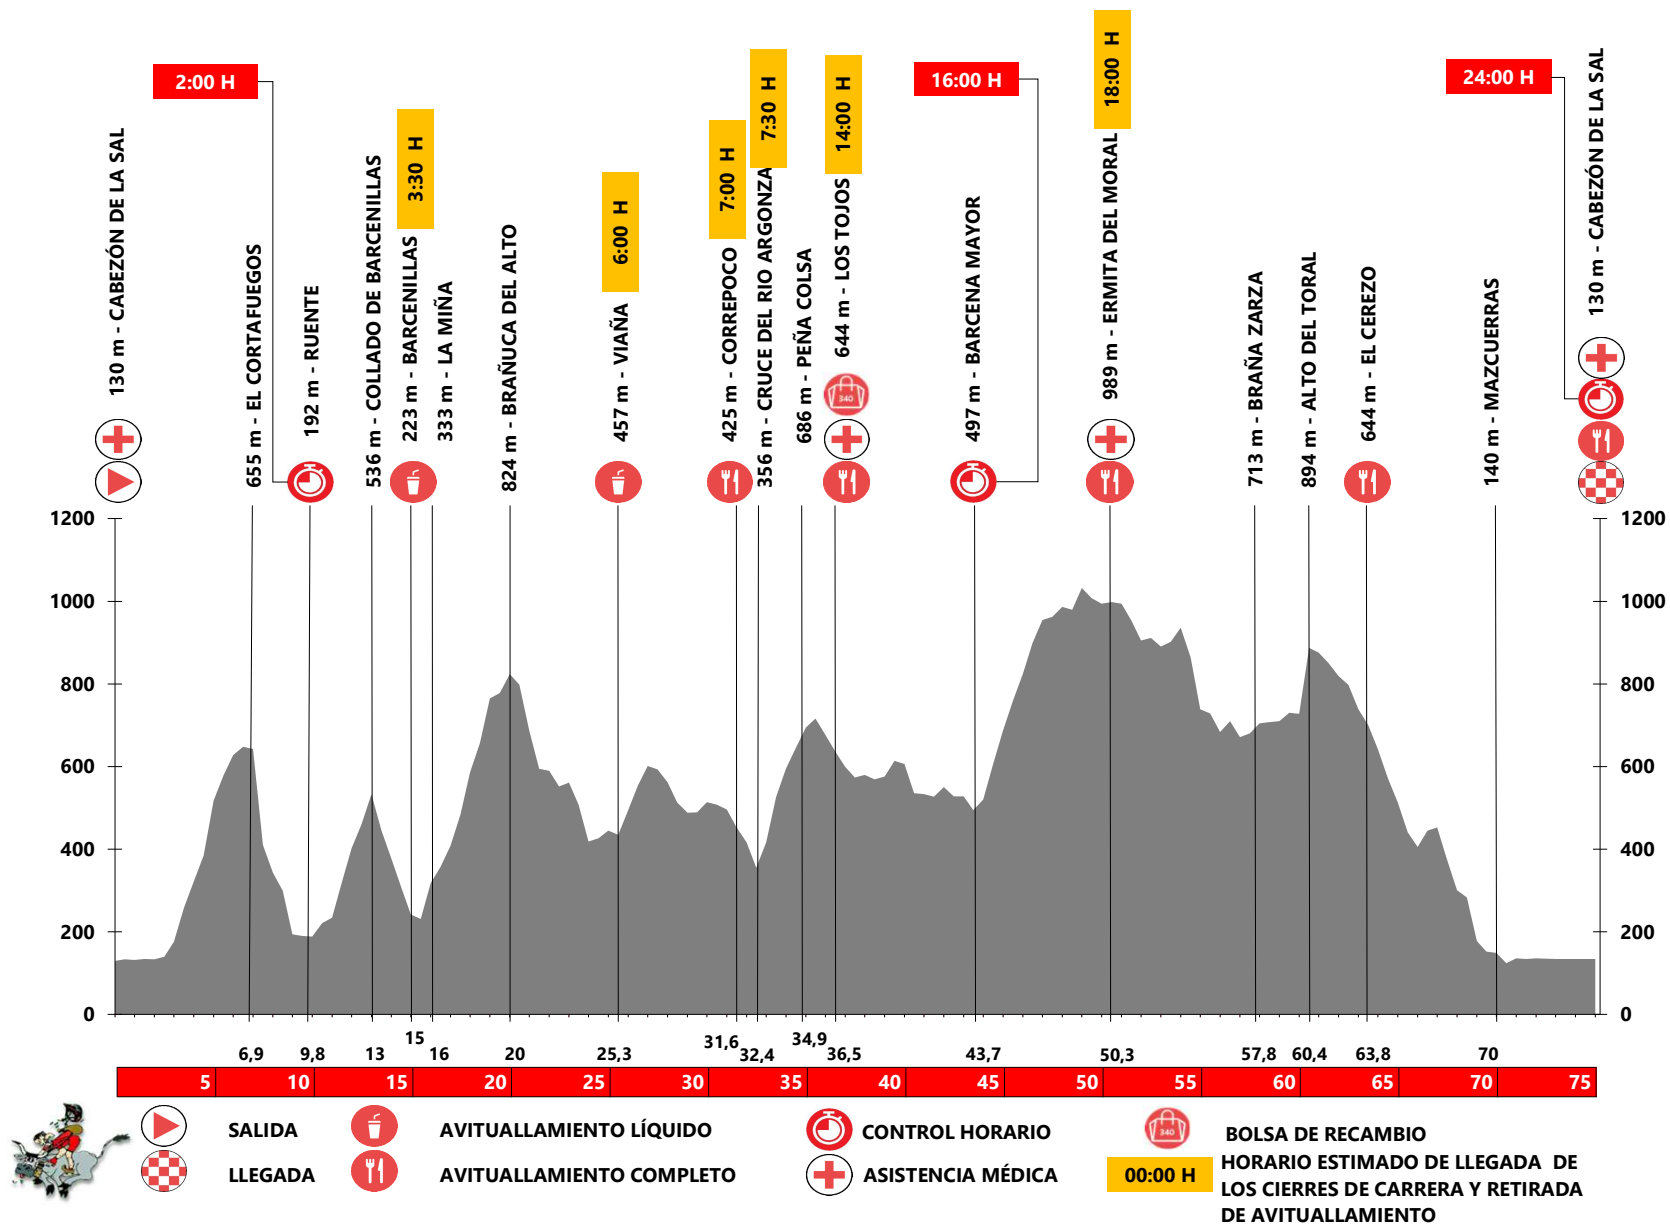 2:00 H
3:30 H
6:00 H
7:00 H
7:30 H
14:00 H
16:00 H
18:00 H
24:00 H
130 m - CABEZÓN DE LA SAL
655 m - EL CORTAFUEGOS
192 m - RUENTE
536 m - COLLADO DE BARCENILLAS
223 m - BARCENILLAS
333 m - LA MIÑA
824 m - BRAÑUCA DEL ALTO
457 m - VIAÑA
425 m - CORREPOCO
356 m - CRUCE DEL RIO ARGONZA
686 m - PEÑA COLSA
644 m - LOS TOJOS
497 m - BARCENA MAYOR
989 m - ERMITA DEL MORAL
713 m - BRAÑA ZARZA
894 m - ALTO DEL TORAL
644 m - EL CEREZO
140 m - MAZCUERRAS
130 m - CABEZÓN DE LA SAL
340
1200 1200
1000 1000
800 800
600 600
400 400
200 200
0 0
6,9 9,8 13 15 16 20 25,3 31,6 32,4 34,9 36,5 43,7 50,3 57,8 60,4 63,8 70
5 10 15 20 25 30 35 40 45 50 55 60 65 70 75
SALIDA
AVITUALLAMIENTO LÍQUIDO
CONTROL HORARIO
340
BOLSA DE RECAMBIO
LLEGADA
AVITUALLAMIENTO COMPLETO
ASISTENCIA MÉDICA
00:00 H
HORARIO ESTIMADO DE LLEGADA DE
LOS CIERRES DE CARRERA Y RETIRADA
DE AVITUALLAMIENTO